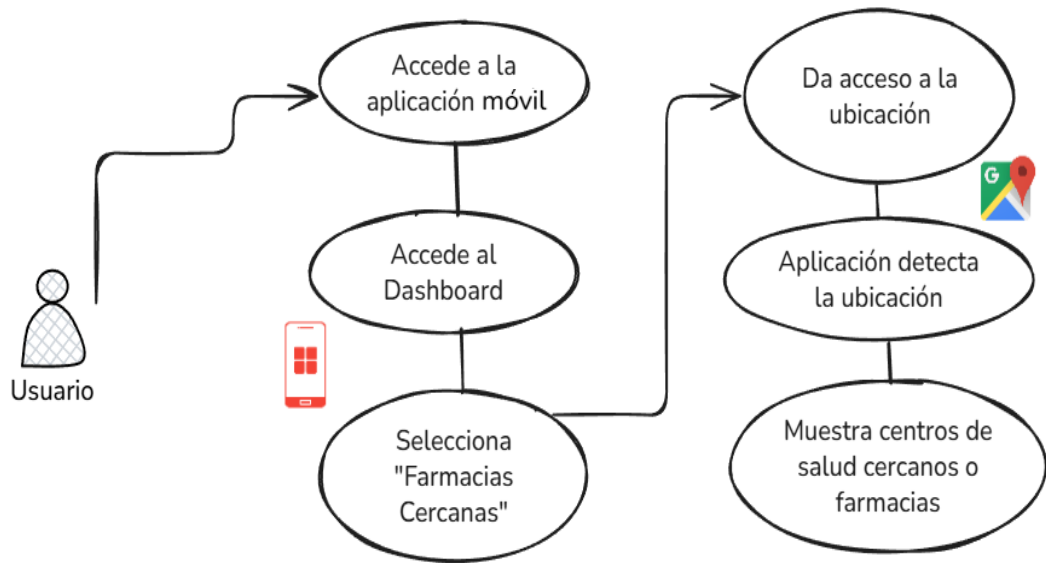 Usuario
Accede a la
aplicación móvil
Accede al
Dashboard
Selecciona
"Farmacias
Cercanas"
Da acceso a la
ubicación
G
Aplicación detecta
la ubicación
Muestra centros de
salud cercanos o
farmacias